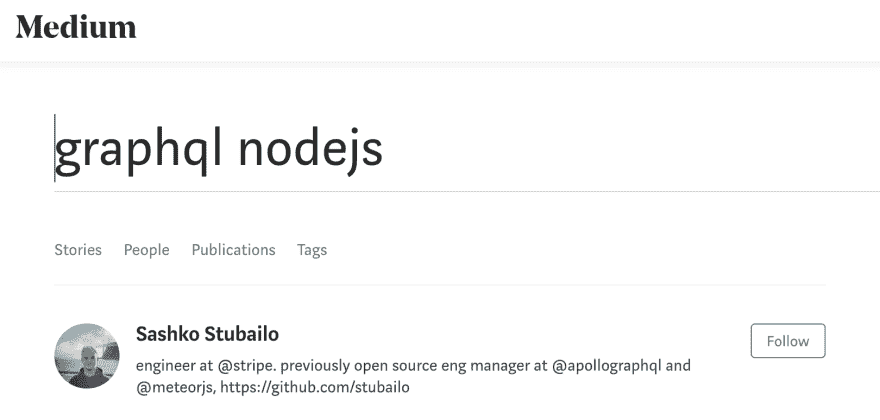 Medium
graphql nodejs
Stories People Publications Tags
Sashko Stubailo
Follow
engineer at @stripe. previously open source eng manager at @apollographql and
@meteorjs, https://github.com/stubailo